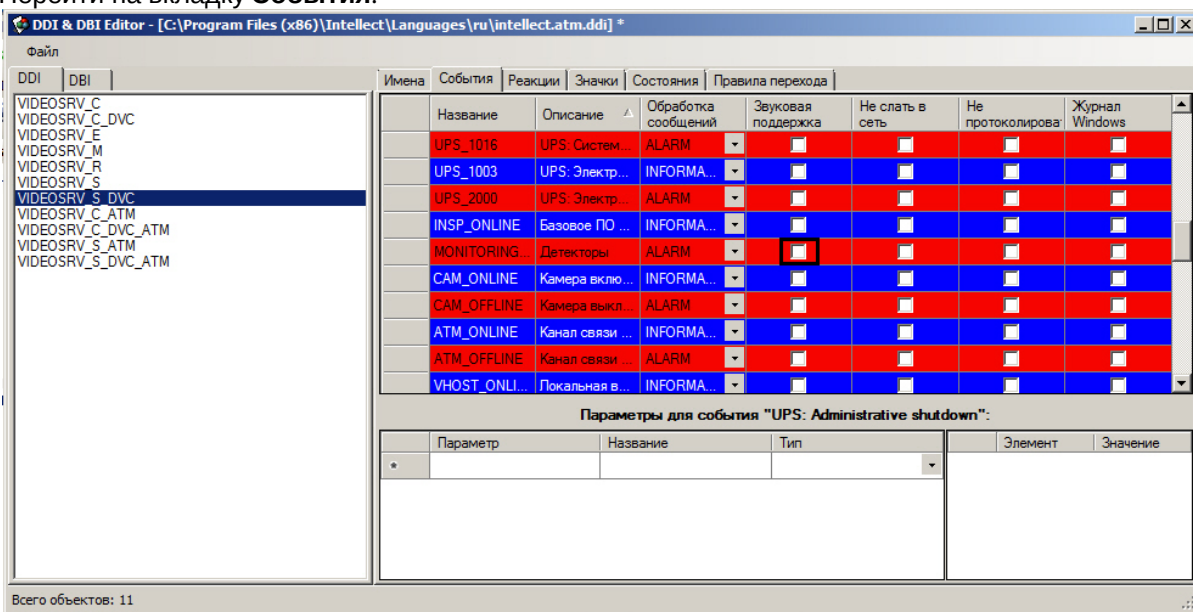 Перейти на вкладку События.
DDI & DBI Editor - [C:\Program Files (x86)\Intellect\Languages\ru\intellect.atm.ddi] *
Файл
DDI DBI
VIDEOSRV_C
VIDEOSRV_C_DVC
VIDEOSRV_E
VIDEOSRV_M
VIDEOSRV_R
VIDEOSRV_S
VIDEOSRV_S_DVC
VIDEOSRV_C_ATM
VIDEOSRV_C_DVC_ATM
VIDEOSRV_S_ATM
VIDEOSRV_S_DVC_ATM
Имена События Реакции Значки Состояния Правила перехода
Название Описание Обработка сообщений Звуковая поддержка Не слать в сеть Не протоколироват Журнал Windows
UPS_1016 UPS: Систем... ALARM
UPS_1003 UPS: Электр... INFORMA...
UPS_2000 UPS: Электр... ALARM
INSP_ONLINE Базовое ПО ... INFORMA...
MONITORING... Детекторы ALARM
CAM_ONLINE Камера вклю... INFORMA...
CAM_OFFLINE Камера выкл... ALARM
ATM_ONLINE Канал связи ... INFORMA...
ATM_OFFLINE Канал связи ... ALARM
VHOST_ONLI... Локальная в... INFORMA...
Параметры для события "UPS: Administrative shutdown":
Параметр Название Тип Элемент Значение
Всего объектов: 11